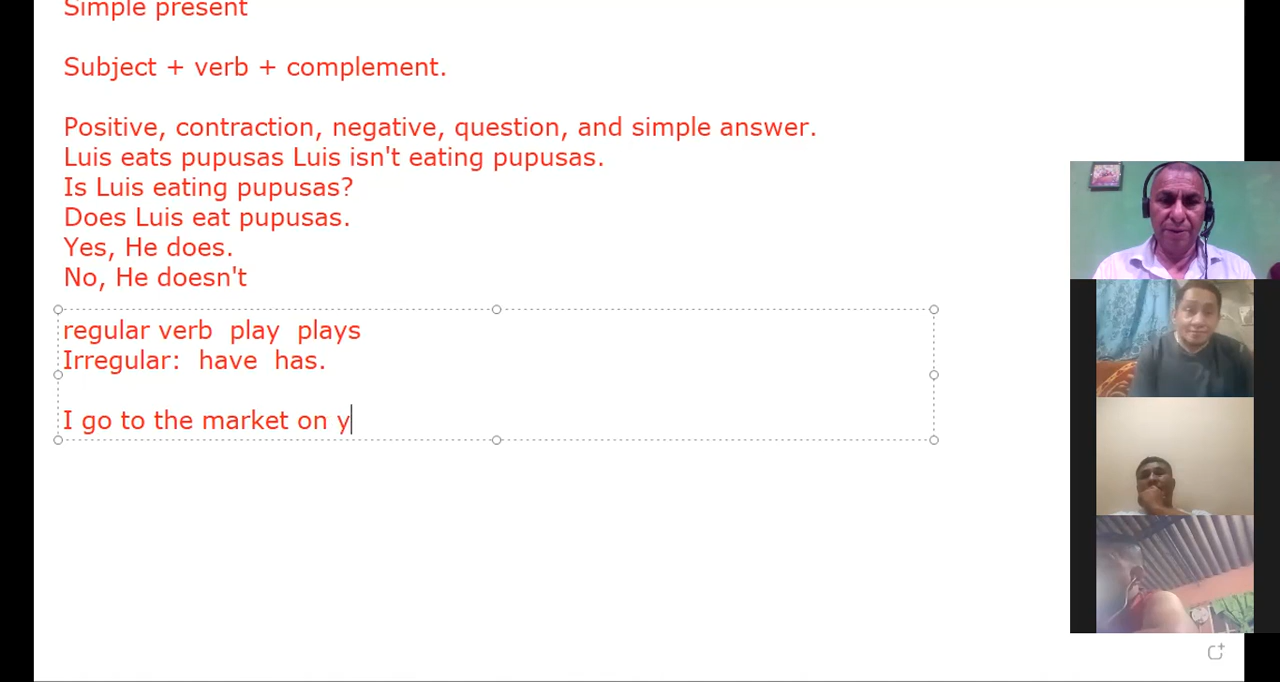 Simple present
Subject + verb + complement.
Positive, contraction, negative, question, and simple answer.
Luis eats pupusas Luis isn't eating pupusas.
Is Luis eating pupusas?
Does Luis eat pupusas.
Yes, He does.
No, He doesn't
regular verb  play  plays
Irregular:  have  has.
I go to the market on y